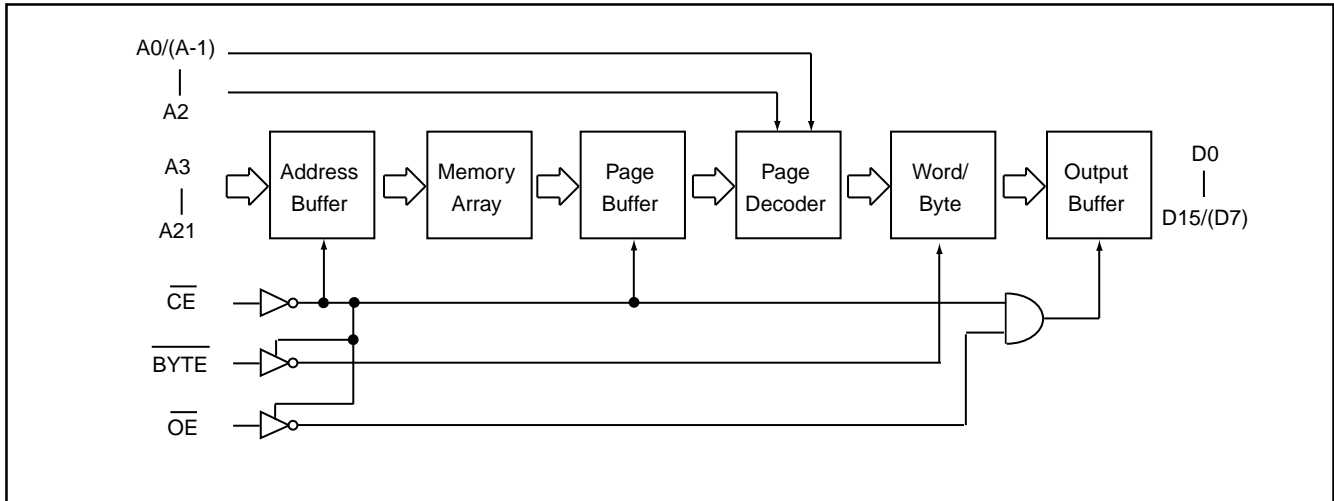 A0/(A-1)
A2
A3
A21
Address
Buffer
Memory
Array
Page
Buffer
Page
Decoder
Word/
Byte
Output
Buffer
D0
D15/(D7)
CE
BYTE
OE